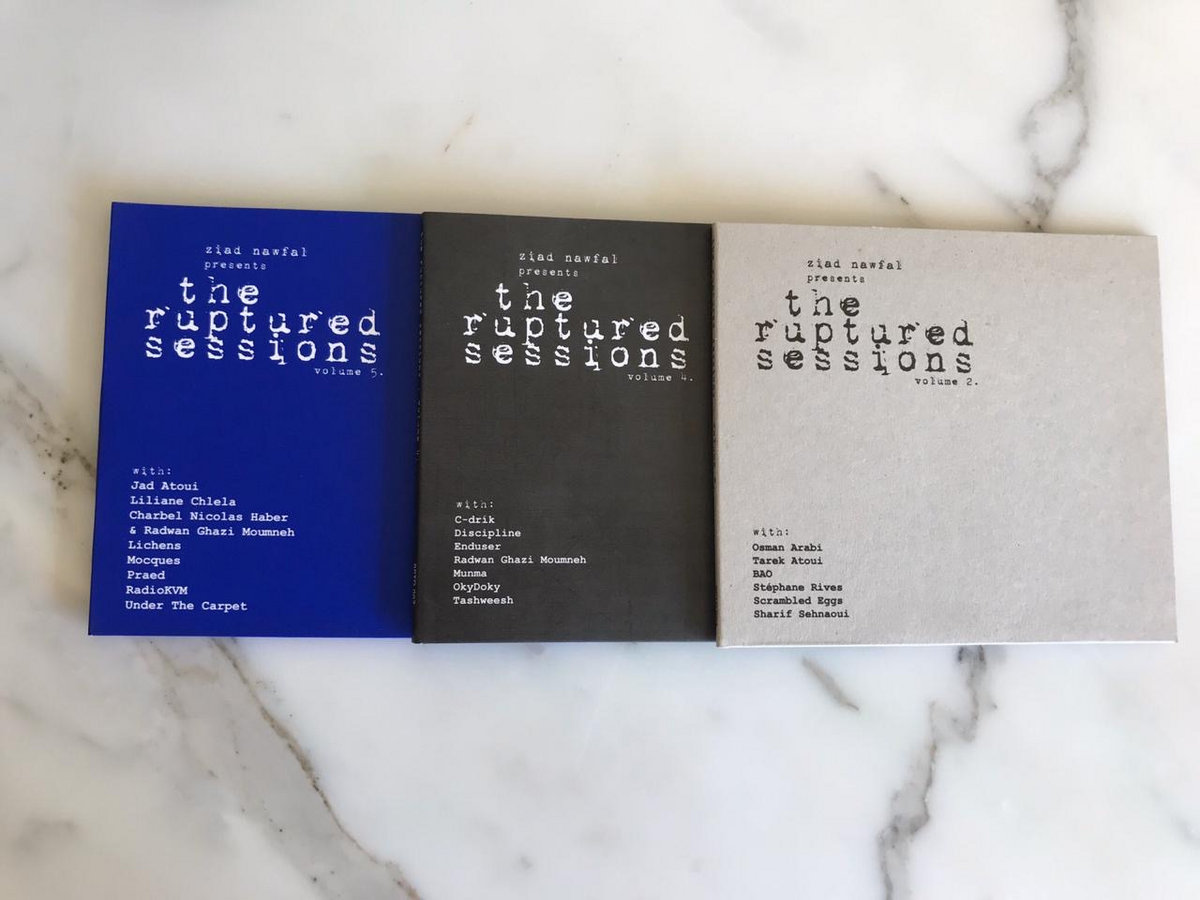 ziad nawfal
presents
the
ruptured
sessions
volume 5.
with:
Jad Atoui
Liliane Chlela
Charbel Nicolas Haber
& Radwan Ghazi Moumneh
Lichens
Mocques
Praed
RadioKVM
Under The Carpet
ziad nawfal
presents
the
ruptured
sessions
volume 4.
with:
C-drik
Discipline
Enduser
Radwan Ghazi Moumneh
Munma
OkyDoky
Tashweesh
ziad nawfal
presents
the
ruptured
sessions
volume 2.
with:
Osman Arabi
Tarek Atoui
BAO
Stéphane Rives
Scrambled Eggs
Sharif Sehnaoui